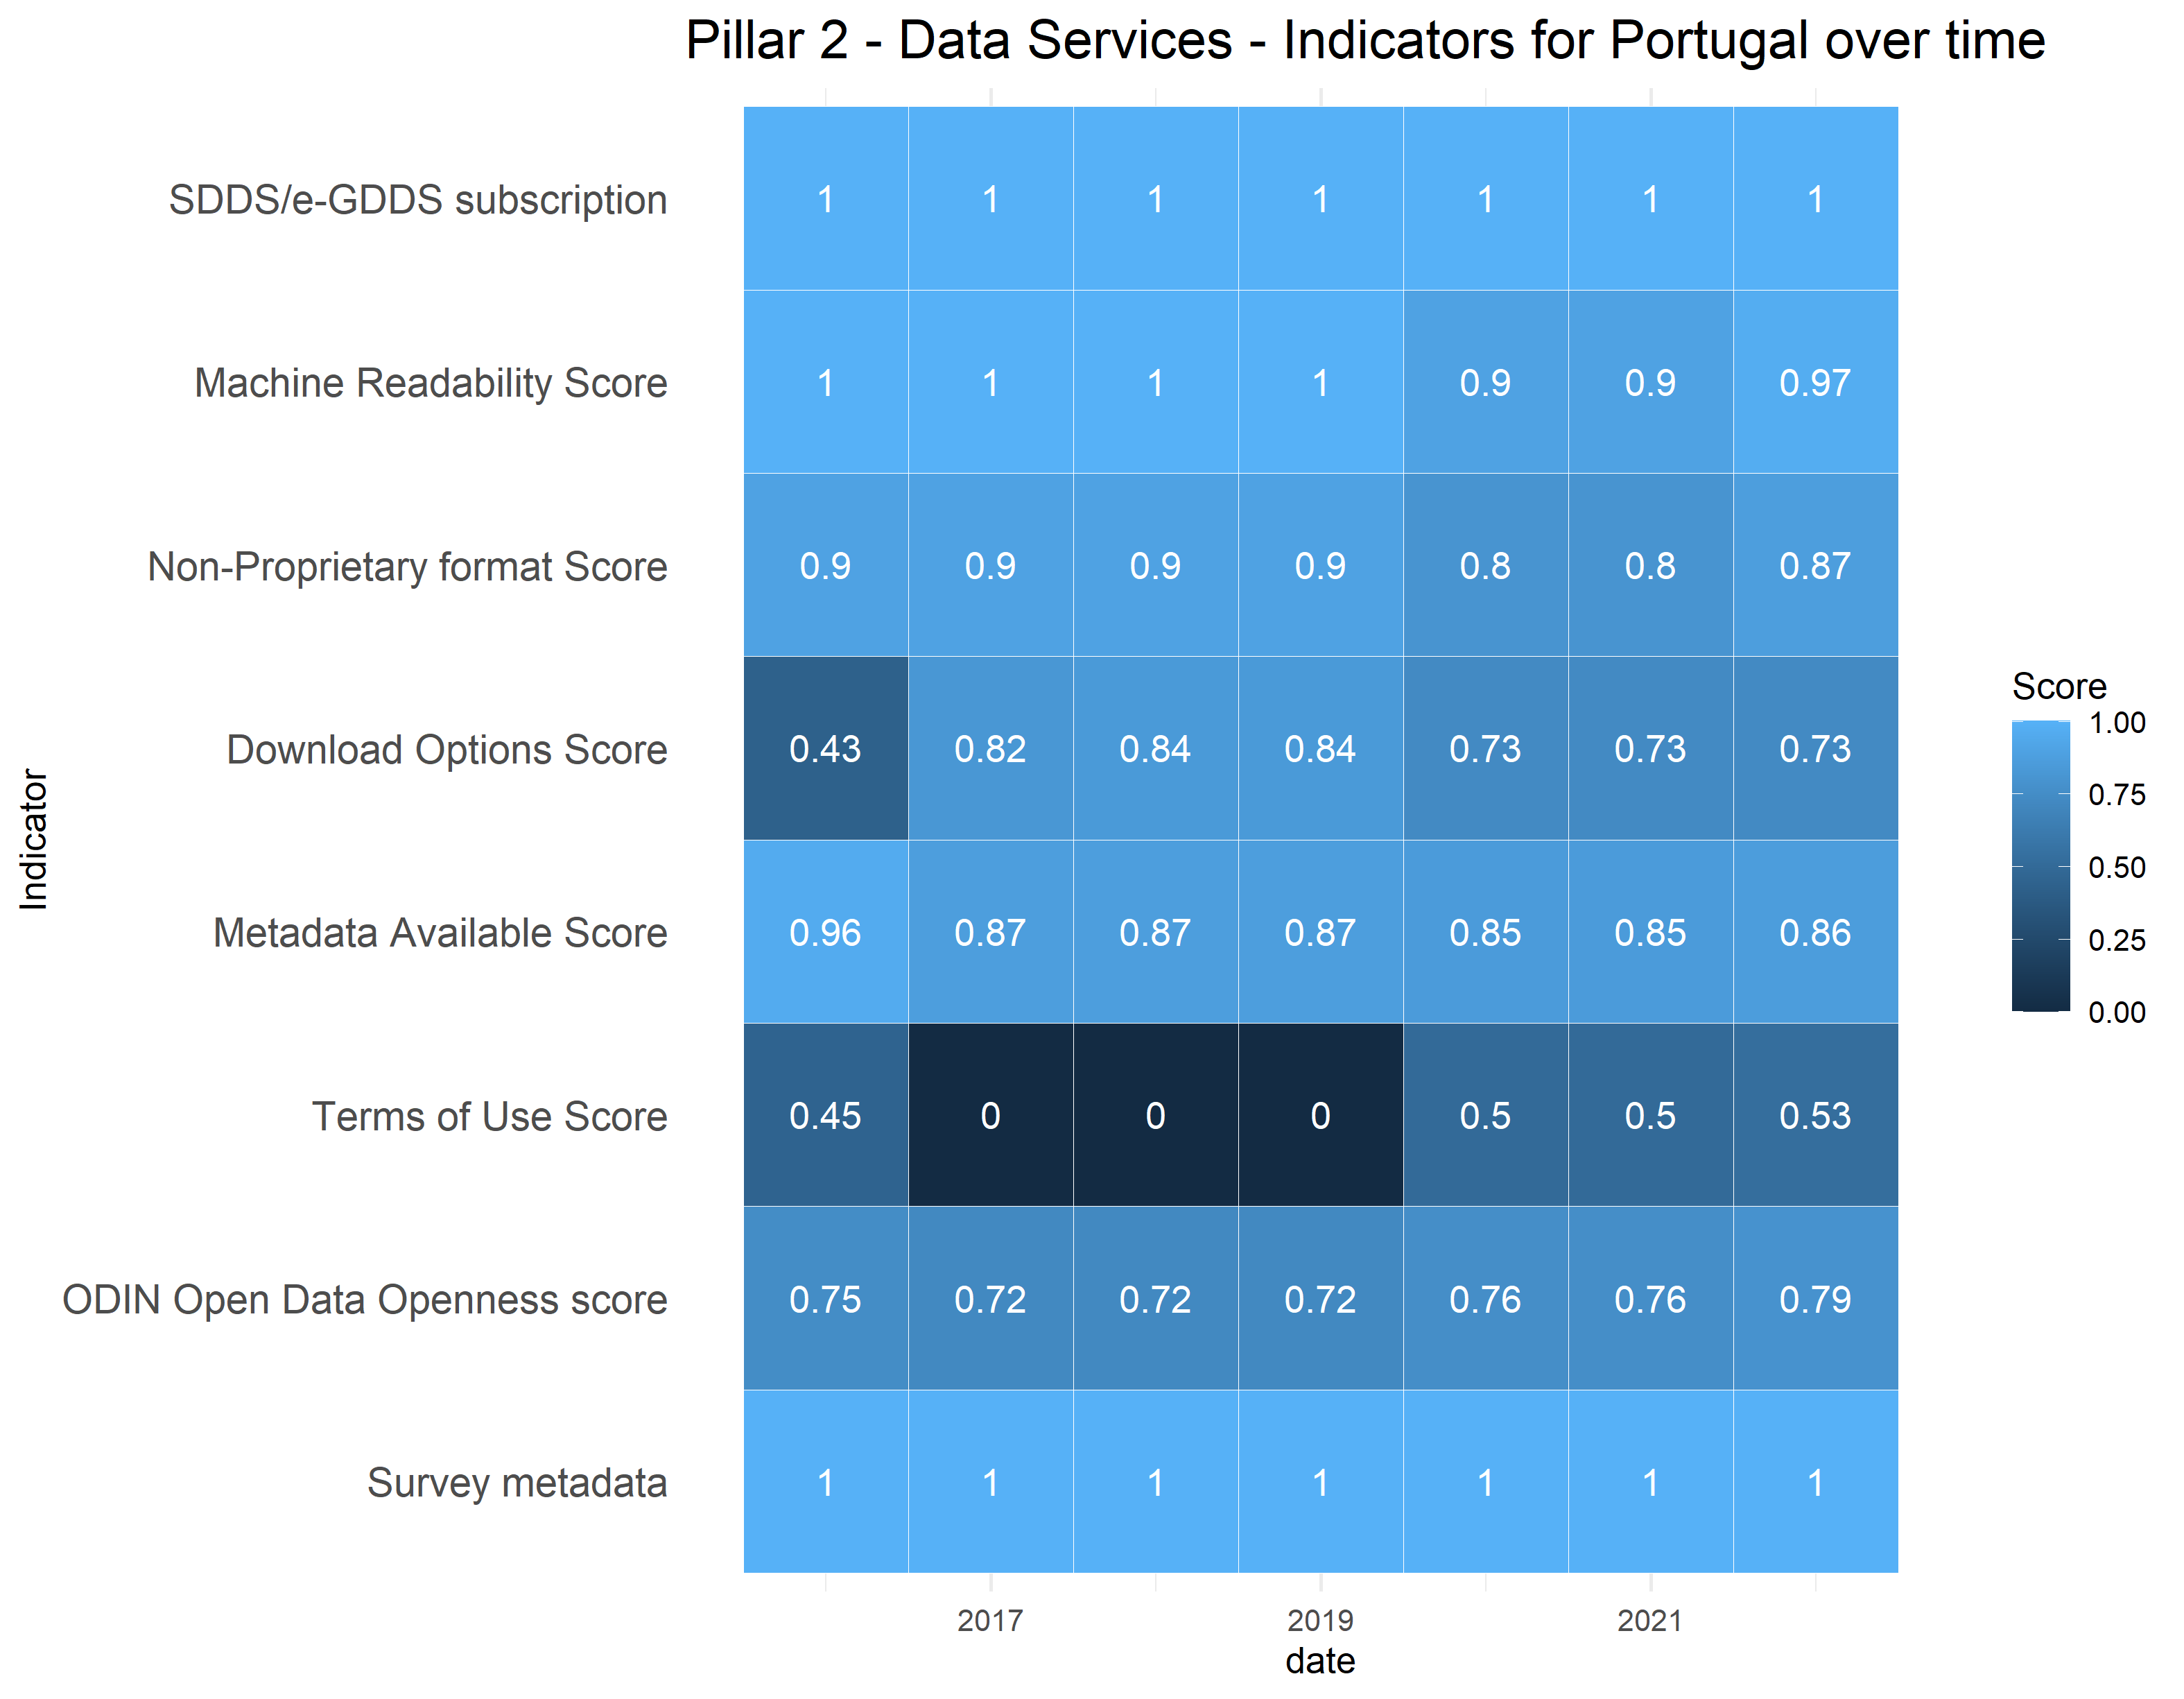 Pillar 2 - Data Services - Indicators for Portugal over time
SDDS/e-GDDS subscription 1 1 1 1 1 1 1
Machine Readability Score 1 1 1 1 0.9 0.9 0.97
Non-Proprietary format Score 0.9 0.9 0.9 0.9 0.8 0.8 0.87
Download Options Score 0.43 0.82 0.84 0.84 0.73 0.73 0.73
Metadata Available Score 0.96 0.87 0.87 0.87 0.85 0.85 0.86
Terms of Use Score 0.45 0 0 0 0.5 0.5 0.53
ODIN Open Data Openness score 0.75 0.72 0.72 0.72 0.76 0.76 0.79
Survey metadata 1 1 1 1 1 1 1
2017 2019 2021
date
Indicator
Score
1.00
0.75
0.50
0.25
0.00